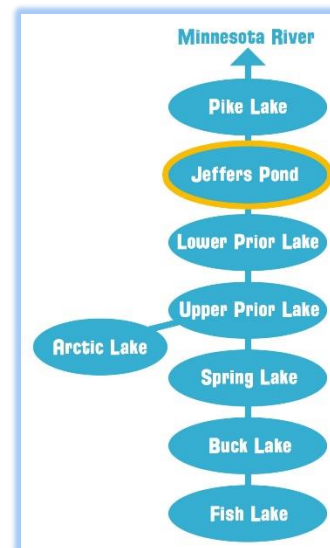 Minnesota River
Pike Lake
Jeffers Pond
Lower Prior Lake
Upper Prior Lake
Arctic Lake
Spring Lake
Buck Lake
Fish Lake